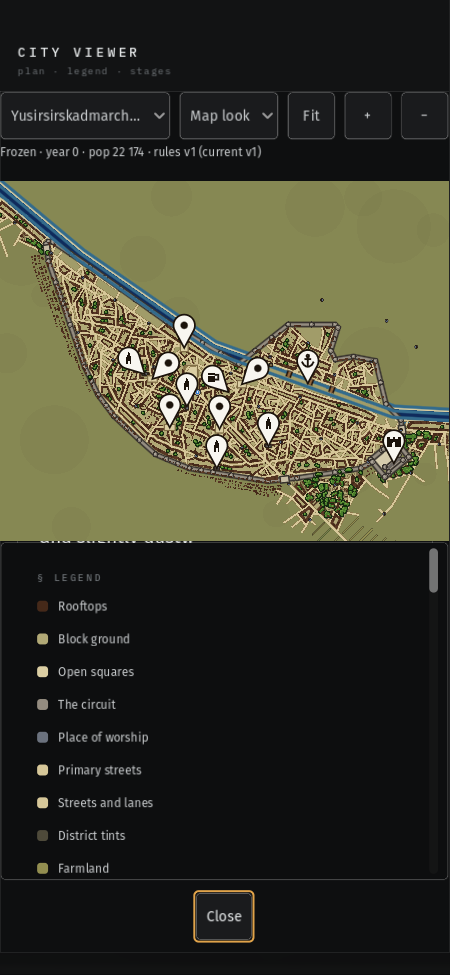 CITY VIEWER
plan · legend · stages
Yusirsirskadmarch...
Map look
Fit
+
−
Frozen · year 0 · pop 22 174 · rules v1 (current v1)
§ LEGEND
Rooftops
Block ground
Open squares
The circuit
Place of worship
Primary streets
Streets and lanes
District tints
Farmland
Close